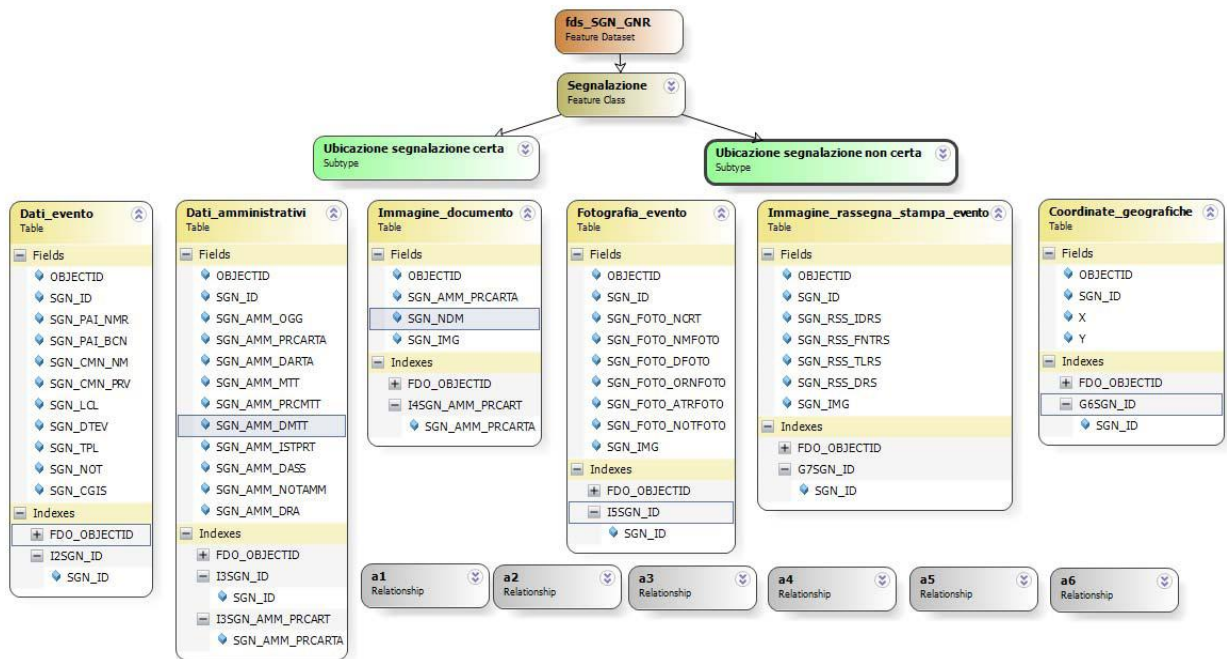 fds_SGN_GNR
Feature Dataset
Segnalazione
Feature Class
Ubicazione segnalazione certa
Subtype
Ubicazione segnalazione non certa
Subtype
Dati_evento
Table
Fields
OBJECTID
SGN_ID
SGN_PAI_NMR
SGN_PAI_BCN
SGN_CMN_NM
SGN_CMN_PRV
SGN_LCL
SGN_DTEV
SGN_TPL
SGN_NOT
SGN_CGIS
Indexes
FDO_OBJECTID
I2SGN_ID
SGN_ID
Dati_amministrativi
Table
Fields
OBJECTID
SGN_ID
SGN_AMM_OGG
SGN_AMM_PRCARTA
SGN_AMM_DARTA
SGN_AMM_MTT
SGN_AMM_PRCMTT
SGN_AMM_DMTT
SGN_AMM_ISTPRT
SGN_AMM_DASS
SGN_AMM_NOTAMM
SGN_AMM_DRA
Indexes
FDO_OBJECTID
I3SGN_ID
SGN_ID
I3SGN_AMM_PRCART
SGN_AMM_PRCARTA
Immagine_documento
Table
Fields
OBJECTID
SGN_AMM_PRCARTA
SGN_NDM
SGN_IMG
Indexes
FDO_OBJECTID
I4SGN_AMM_PRCART
SGN_AMM_PRCARTA
Fotografia_evento
Table
Fields
OBJECTID
SGN_ID
SGN_FOTO_NCRT
SGN_FOTO_NMFOTO
SGN_FOTO_DFOTO
SGN_FOTO_ORNFOTO
SGN_FOTO_ATRFOTO
SGN_FOTO_NOTFOTO
SGN_IMG
Indexes
FDO_OBJECTID
I5SGN_ID
SGN_ID
Immagine_rassegna_stampa_evento
Table
Fields
OBJECTID
SGN_ID
SGN_RSS_IDRS
SGN_RSS_FNTRS
SGN_RSS_TLRS
SGN_RSS_DRS
SGN_IMG
Indexes
FDO_OBJECTID
G7SGN_ID
SGN_ID
Coordinate_geografiche
Table
Fields
OBJECTID
SGN_ID
X
Y
Indexes
FDO_OBJECTID
G6SGN_ID
SGN_ID
a1
Relationship
a2
Relationship
a3
Relationship
a4
Relationship
a5
Relationship
a6
Relationship